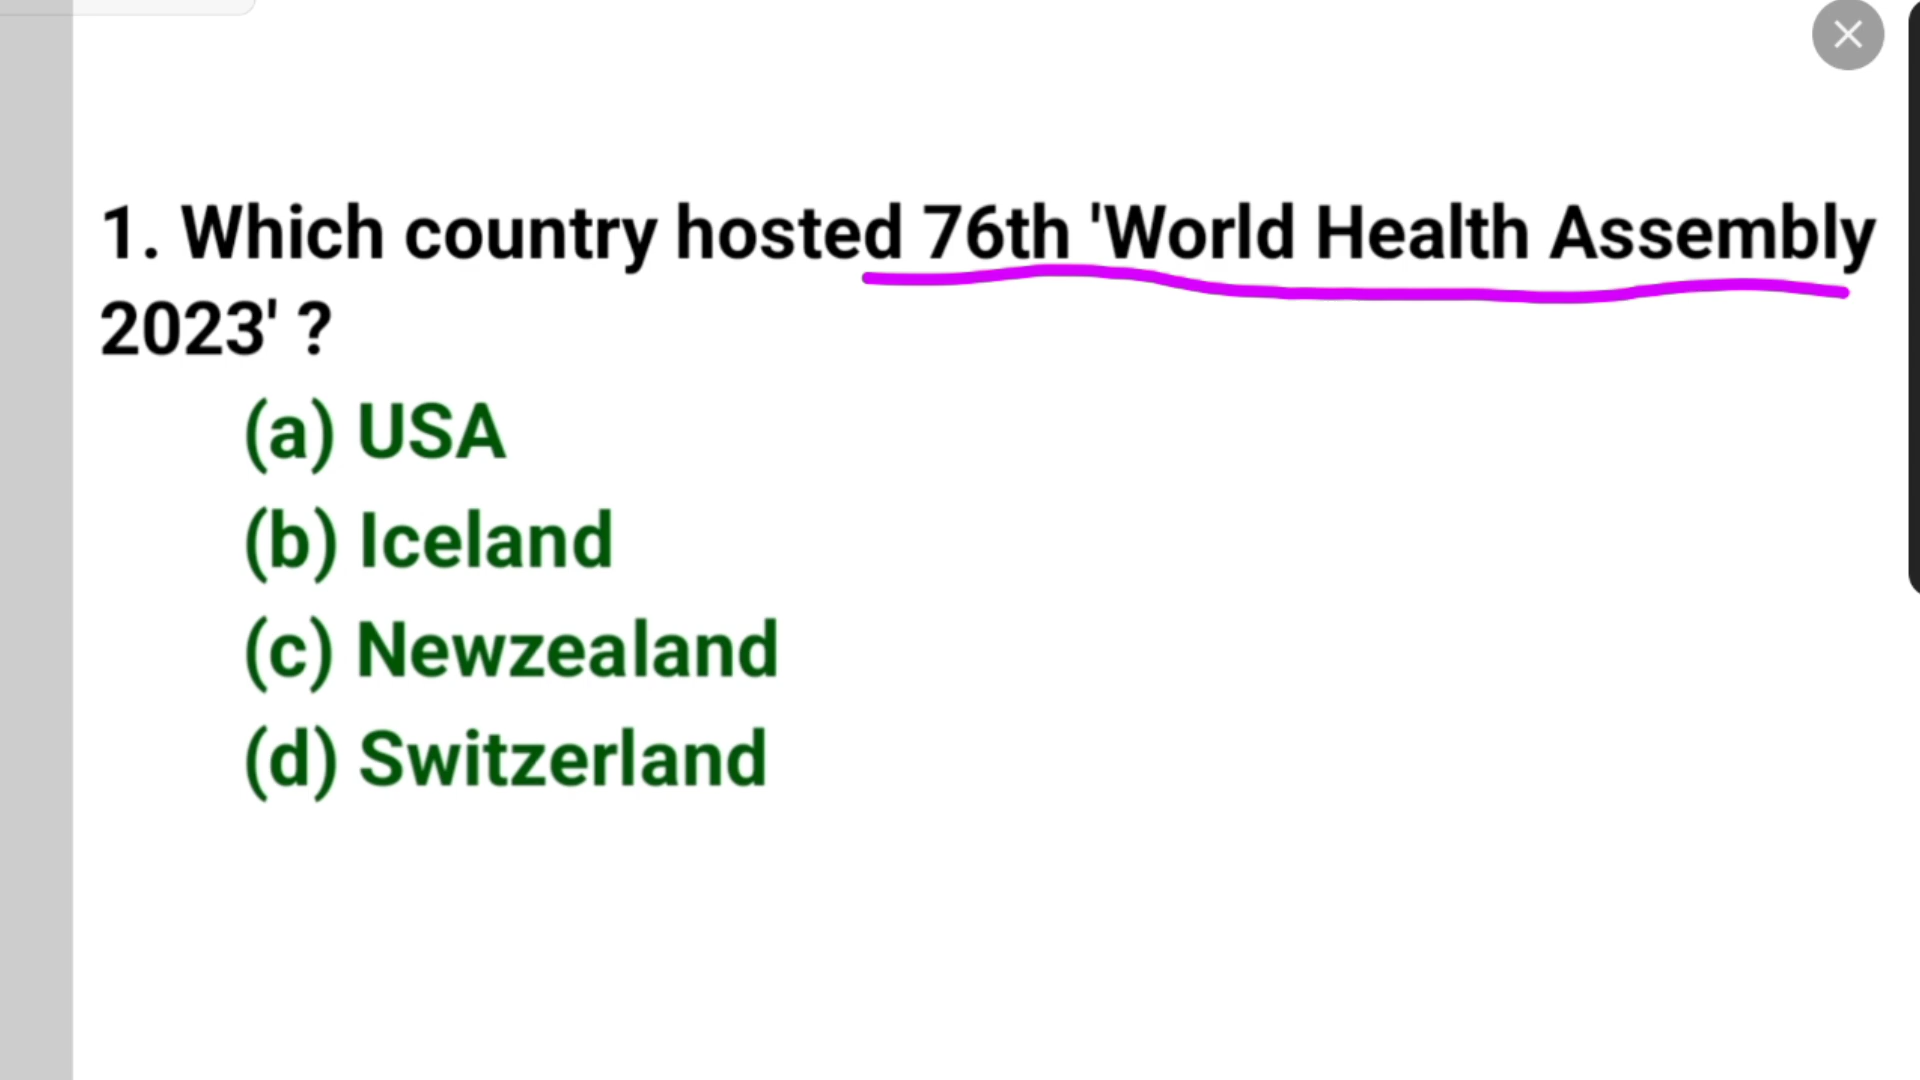 1. Which country hosted 76th 'World Health Assembly
2023' ?
(a) USA
(b) Iceland
(c) Newzealand
(d) Switzerland